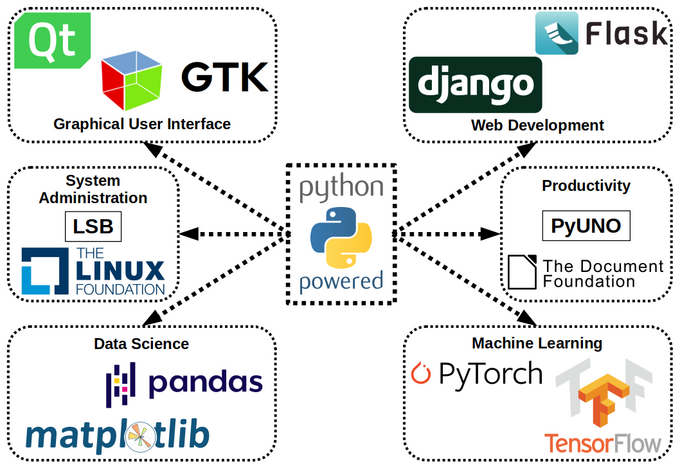 Qt
GTK
Graphical User Interface
Flask
django
Web Development
System
Administration
LSB
THE
LINUX
FOUNDATION
python
powered
Productivity
PyUNO
The Document
Foundation
Data Science
pandas
matplotlib
Machine Learning
PyTorch
TF
TensorFlow